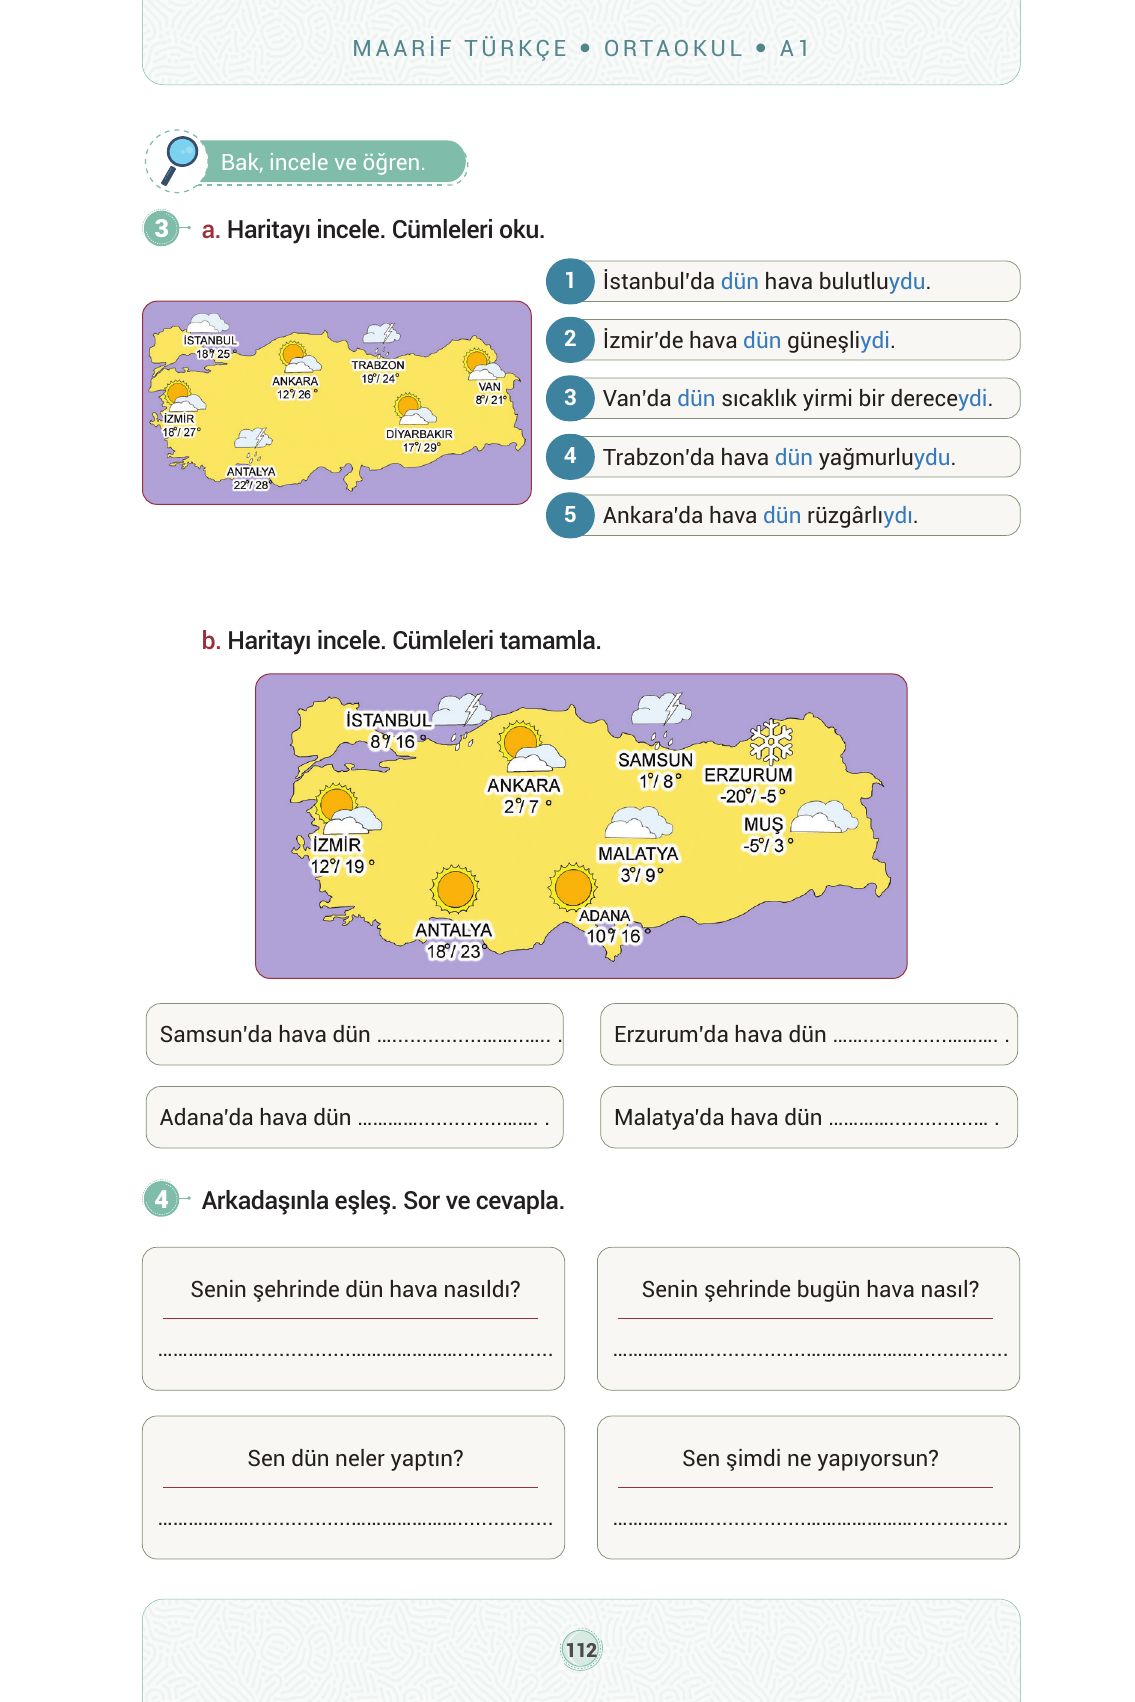 MAARİF TÜRKÇE • ORTAOKUL • A1
Bak, incele ve öğren.
3 a. Haritayı incele. Cümleleri oku.
İSTANBUL
18°/ 25°
ANKARA
12°/ 26°
TRABZON
19°/ 24°
VAN
8°/ 21°
İZMİR
18°/ 27°
DİYARBAKIR
17°/ 29°
ANTALYA
22°/ 28°
1 İstanbul'da dün hava bulutluydu.
2 İzmir'de hava dün güneşliydi.
3 Van'da dün sıcaklık yirmi bir dereceydi.
4 Trabzon'da hava dün yağmurluydu.
5 Ankara'da hava dün rüzgârlıydı.
b. Haritayı incele. Cümleleri tamamla.
İSTANBUL
8°/ 16°
ANKARA
2°/ 7°
SAMSUN
1°/ 8°
ERZURUM
-20°/ -5°
MUŞ
-5°/ 3°
İZMİR
12°/ 19°
MALATYA
3°/ 9°
ANTALYA
18°/ 23°
ADANA
10°/ 16°
Samsun'da hava dün ................................ .
Erzurum'da hava dün ................................ .
Adana'da hava dün ................................ .
Malatya'da hava dün ................................ .
4 Arkadaşınla eşleş. Sor ve cevapla.
Senin şehrinde dün hava nasıldı?
................................................................
Senin şehrinde bugün hava nasıl?
................................................................
Sen dün neler yaptın?
................................................................
Sen şimdi ne yapıyorsun?
................................................................
112